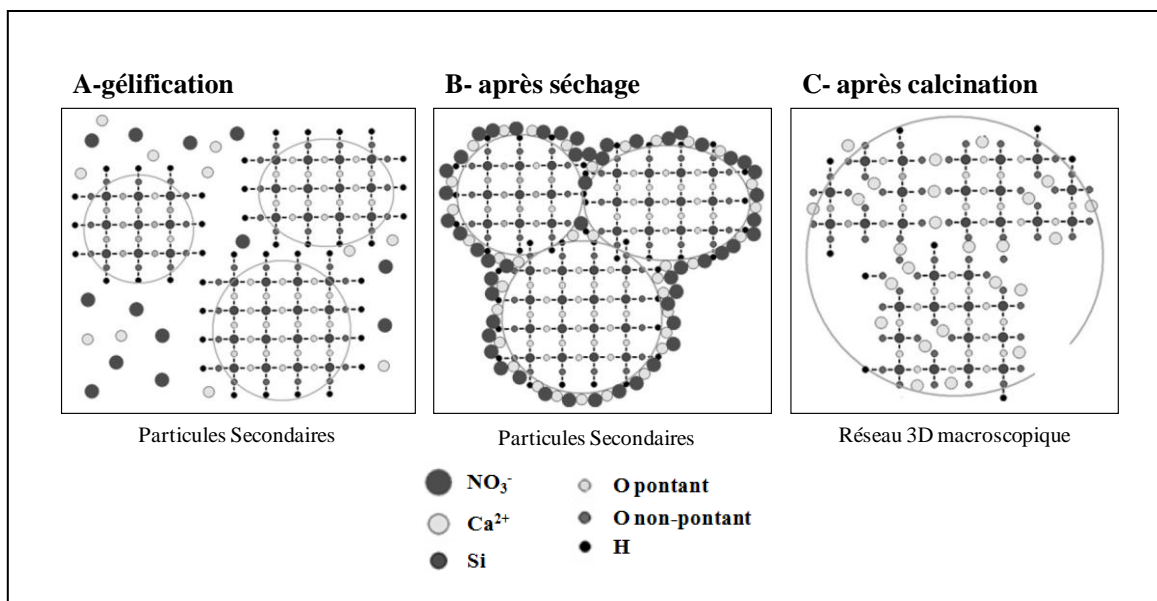 A-gélification
B- après séchage
C- après calcination
Particules Secondaires
Particules Secondaires
Réseau 3D macroscopique
NO₃⁻
O pontant
Ca²⁺
O non-pontant
Si
H